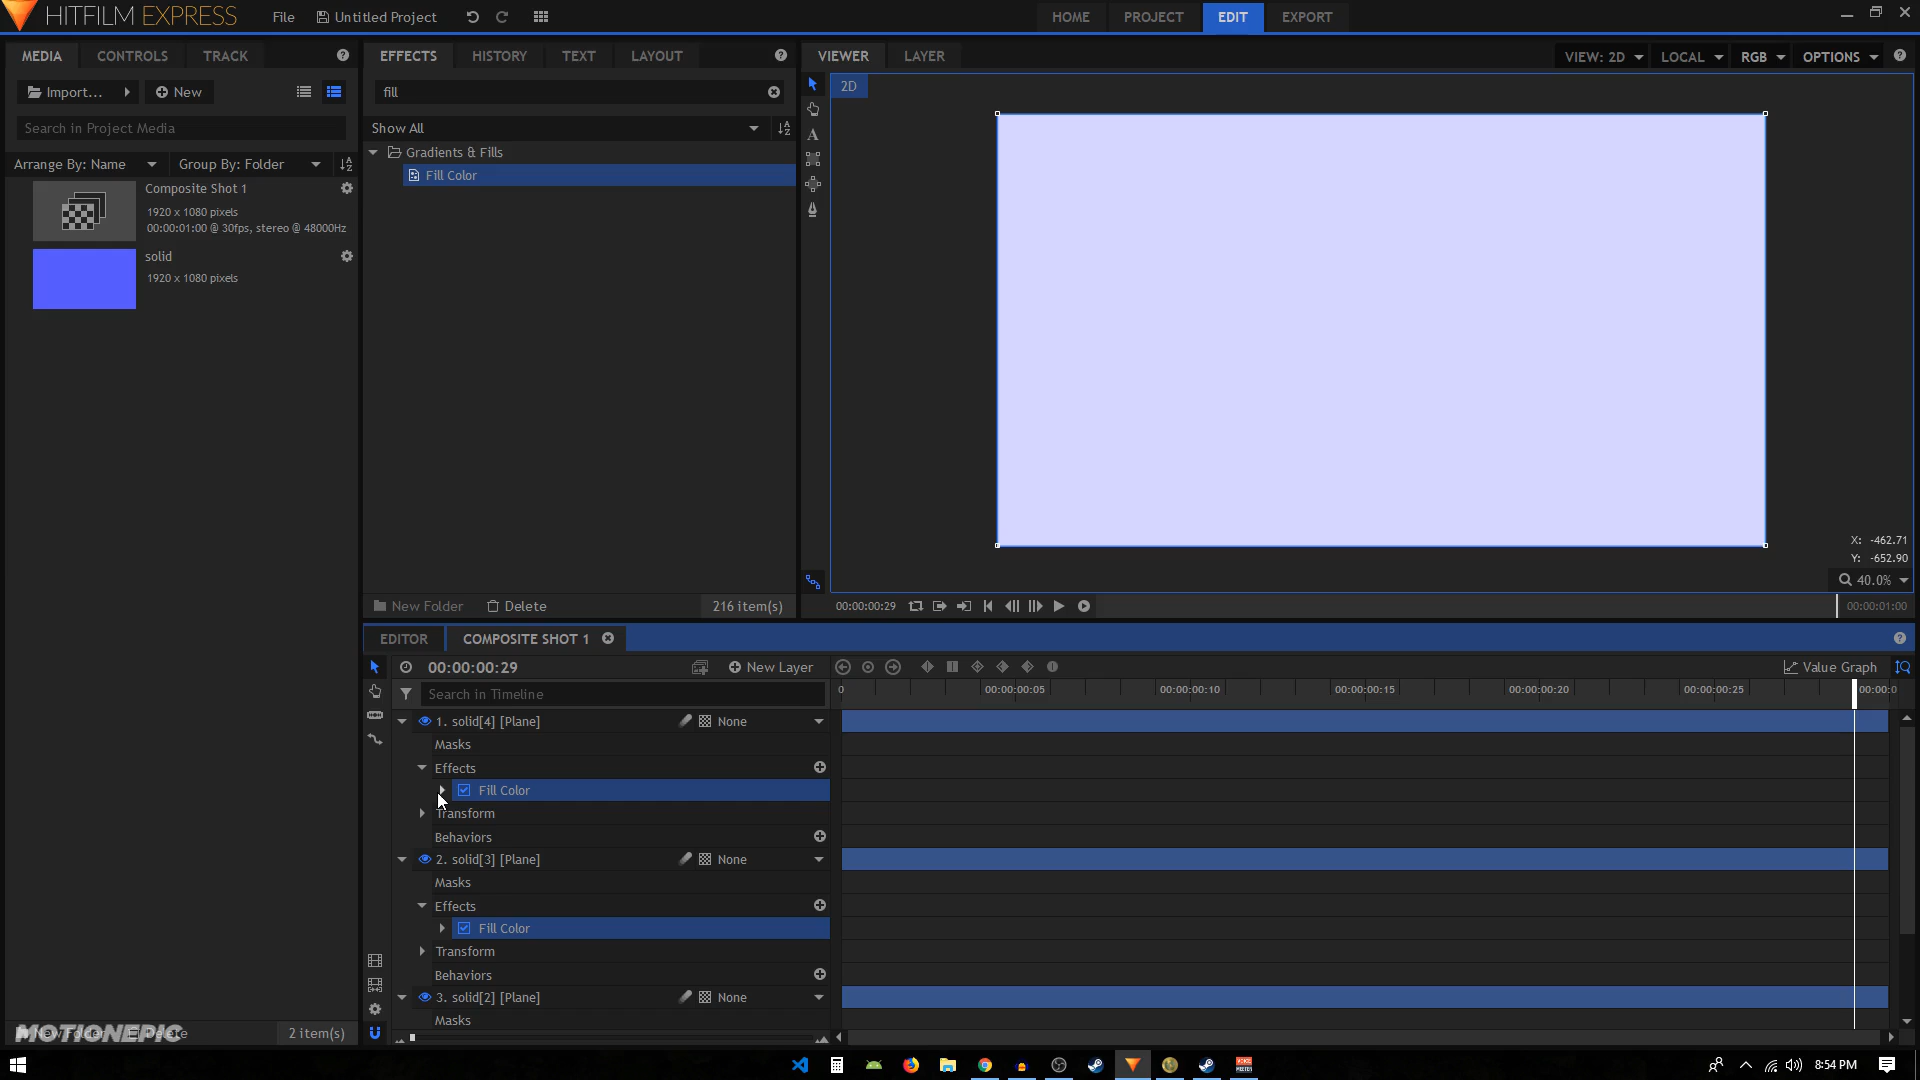 HITFILM EXPRESS
File
Untitled Project
HOME
PROJECT
EDIT
EXPORT
MEDIA
CONTROLS
TRACK
EFFECTS
HISTORY
TEXT
LAYOUT
VIEWER
LAYER
VIEW: 2D
LOCAL
RGB
OPTIONS
Import...
New
fill
2D
Search in Project Media
Show All
Arrange By: Name
Group By: Folder
Gradients & Fills
Fill Color
Composite Shot 1
1920 x 1080 pixels
00:00:01:00 @ 30fps, stereo @ 48000Hz
solid
1920 x 1080 pixels
X: -462.71
Y: -652.90
40.0%
New Folder
Delete
216 item(s)
00:00:00:29
00:00:01:00
EDITOR
COMPOSITE SHOT 1
00:00:00:29
New Layer
Value Graph
Search in Timeline
0
00:00:00:05
00:00:00:10
00:00:00:15
00:00:00:20
00:00:00:25
00:00:0
1. solid[4] [Plane]
None
Masks
Effects
Fill Color
Transform
Behaviors
2. solid[3] [Plane]
None
Masks
Effects
Fill Color
Transform
Behaviors
3. solid[2] [Plane]
None
Masks
MOTIONEPIC
New Folder
Delete
2 item(s)
8:54 PM